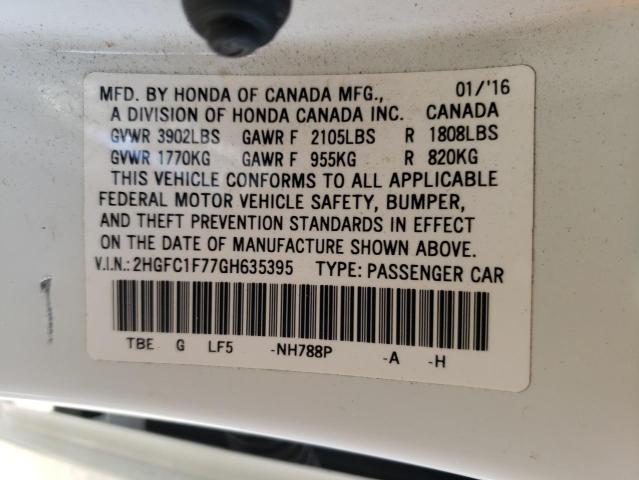 MFD. BY HONDA OF CANADA MFG., 01/'16
A DIVISION OF HONDA CANADA INC. CANADA
GVWR 3902LBS GAWR F 2105LBS R 1808LBS
GVWR 1770KG GAWR F 955KG R 820KG
THIS VEHICLE CONFORMS TO ALL APPLICABLE
FEDERAL MOTOR VEHICLE SAFETY, BUMPER,
AND THEFT PREVENTION STANDARDS IN EFFECT
ON THE DATE OF MANUFACTURE SHOWN ABOVE.
V.I.N.: 2HGFC1F77GH635395 TYPE: PASSENGER CAR
TBE G LF5 -NH788P -A -H